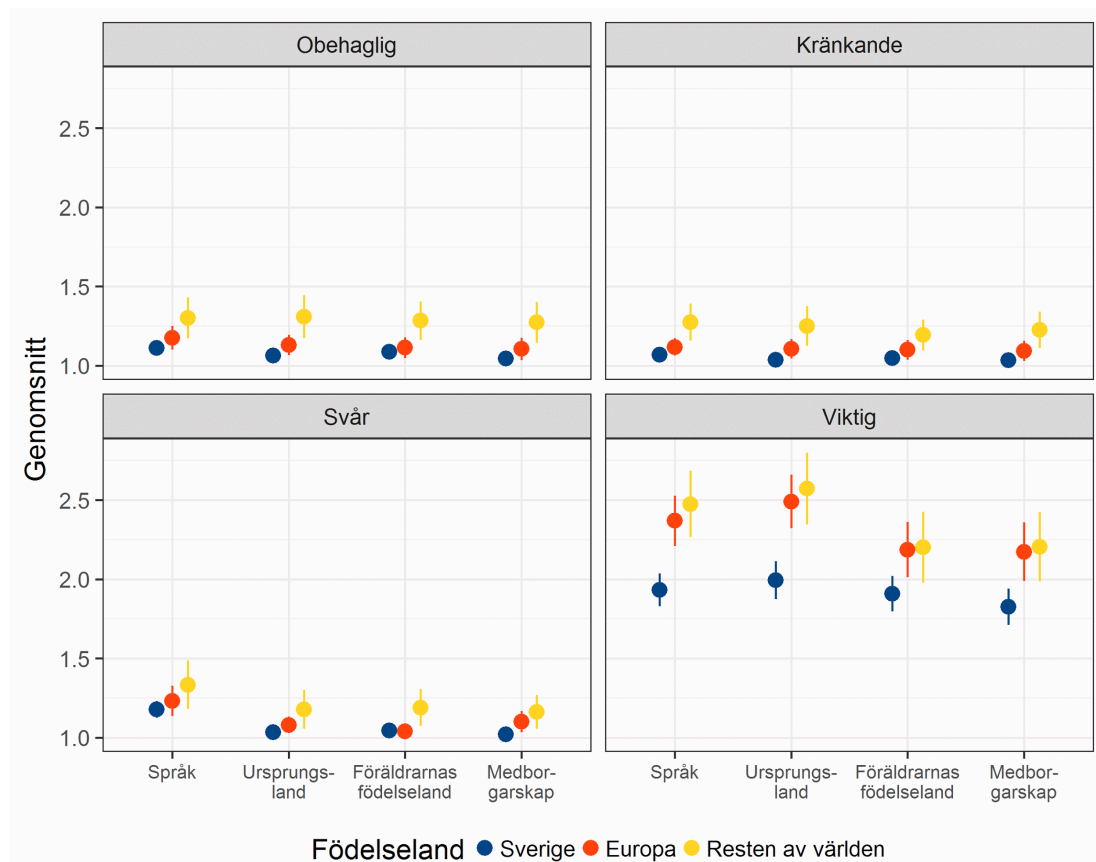 Obehaglig
Kränkande
2.5
2.0
1.5
1.0
Genomsnitt
Svår
Viktig
2.5
2.0
1.5
1.0
Språk
Ursprungs-
land
Föräldrarnas
födelseland
Medbor-
garskap
Språk
Ursprungs-
land
Föräldrarnas
födelseland
Medbor-
garskap
Födelseland Sverige Europa Resten av världen